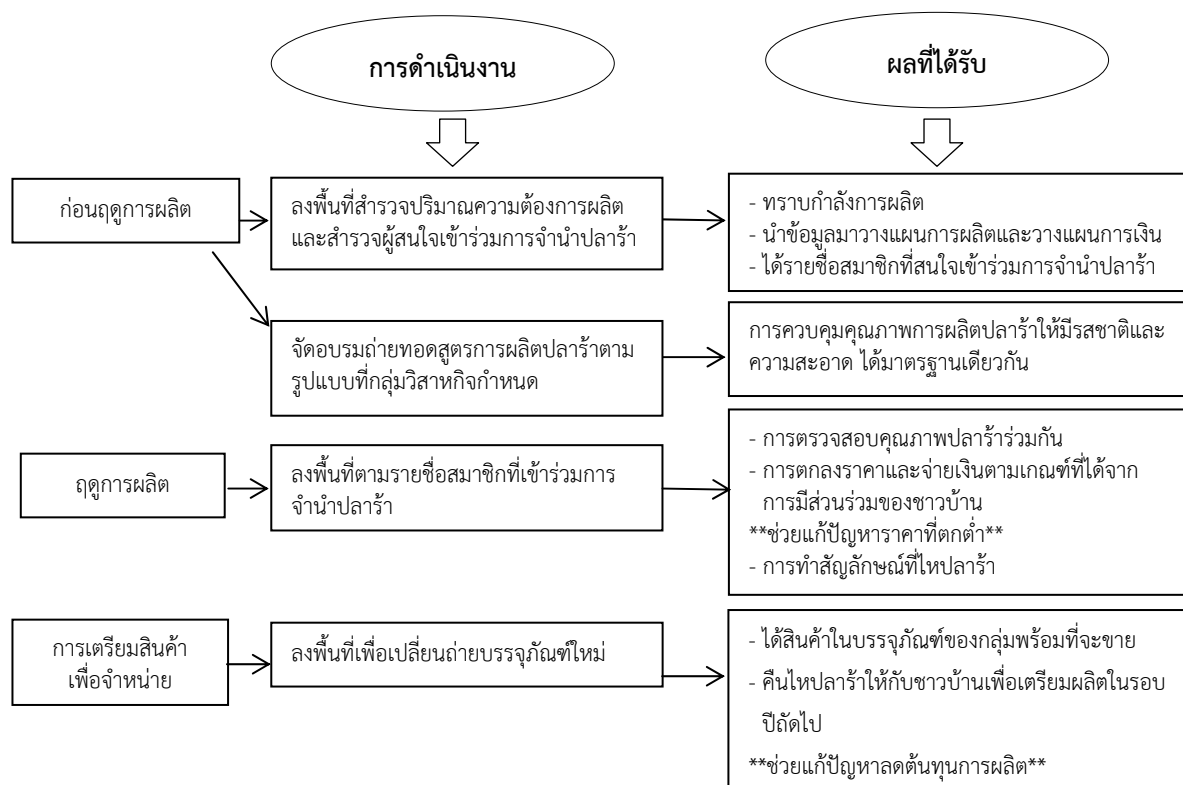 การดำเนินงาน
ผลที่ได้รับ
ก่อนฤดูการผลิต
ลงพื้นที่สำรวจปริมาณความต้องการผลิต
และสำรวจผู้สนใจเข้าร่วมการจำนำปลาร้า
- ทราบกำลังการผลิต
- นำข้อมูลมาวางแผนการผลิตและวางแผนการเงิน
- ได้รายชื่อสมาชิกที่สนใจเข้าร่วมการจำนำปลาร้า
จัดอบรมถ่ายทอดสูตรการผลิตปลาร้าตาม
รูปแบบที่กลุ่มวิสาหกิจกำหนด
การควบคุมคุณภาพการผลิตปลาร้าให้มีรสชาติและ
ความสะอาด ได้มาตรฐานเดียวกัน
ฤดูการผลิต
ลงพื้นที่ตามรายชื่อสมาชิกที่เข้าร่วมการ
จำนำปลาร้า
- การตรวจสอบคุณภาพปลาร้าร่วมกัน
- การตกลงราคาและจ่ายเงินตามเกณฑ์ที่ได้จาก
การมีส่วนร่วมของชาวบ้าน
**ช่วยแก้ปัญหาราคาที่ตกต่ำ**
- การทำสัญลักษณ์ที่ไหปลาร้า
การเตรียมสินค้า
เพื่อจำหน่าย
ลงพื้นที่เพื่อเปลี่ยนถ่ายบรรจุภัณฑ์ใหม่
- ได้สินค้าในบรรจุภัณฑ์ของกลุ่มพร้อมที่จะขาย
- คืนไหปลาร้าให้กับชาวบ้านเพื่อเตรียมผลิตในรอบ
ปีถัดไป
**ช่วยแก้ปัญหาลดต้นทุนการผลิต**